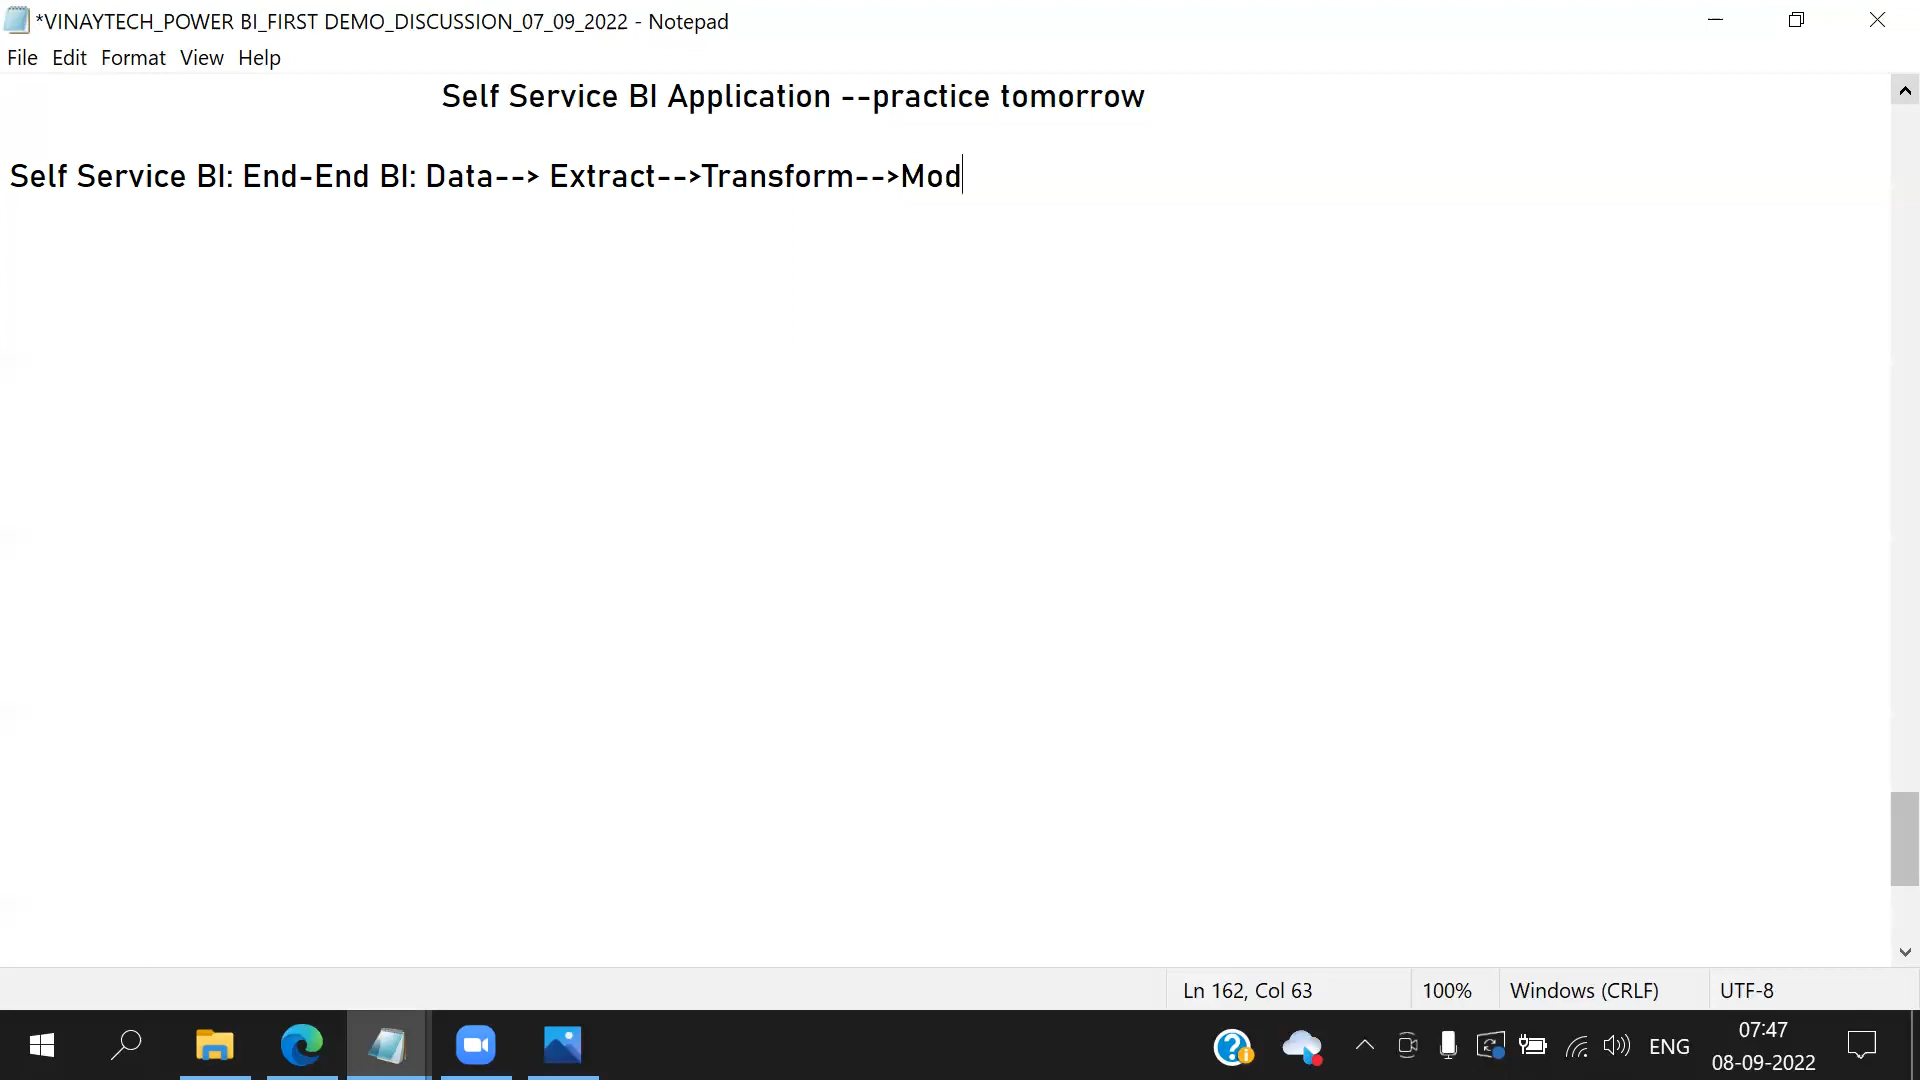 *VINAYTECH_POWER BI_FIRST DEMO_DISCUSSION_07_09_2022 - Notepad
File Edit Format View Help
Self Service BI Application --practice tomorrow
Self Service BI: End-End BI: Data--> Extract-->Transform-->Mod
Ln 162, Col 63 100% Windows (CRLF) UTF-8
ENG 07:47
08-09-2022